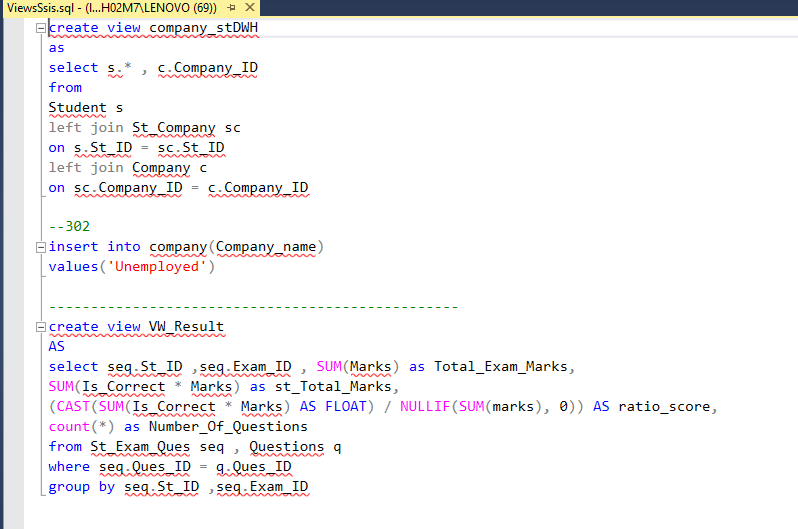 ViewsSsis.sql - (l...H02M7\LENOVO (69))
create view company_stDWH
as
select s.* , c.Company_ID
from
Student s
left join St_Company sc
on s.St_ID = sc.St_ID
left join Company c
on sc.Company_ID = c.Company_ID
--302
insert into company(Company_name)
values('Unemployed')
--------------------------------------------------
create view VW_Result
AS
select seq.St_ID ,seq.Exam_ID , SUM(Marks) as Total_Exam_Marks,
SUM(Is_Correct * Marks) as st_Total_Marks,
(CAST(SUM(Is_Correct * Marks) AS FLOAT) / NULLIF(SUM(marks), 0)) AS ratio_score,
count(*) as Number_Of_Questions
from St_Exam_Ques seq , Questions q
where seq.Ques_ID = q.Ques_ID
group by seq.St_ID ,seq.Exam_ID